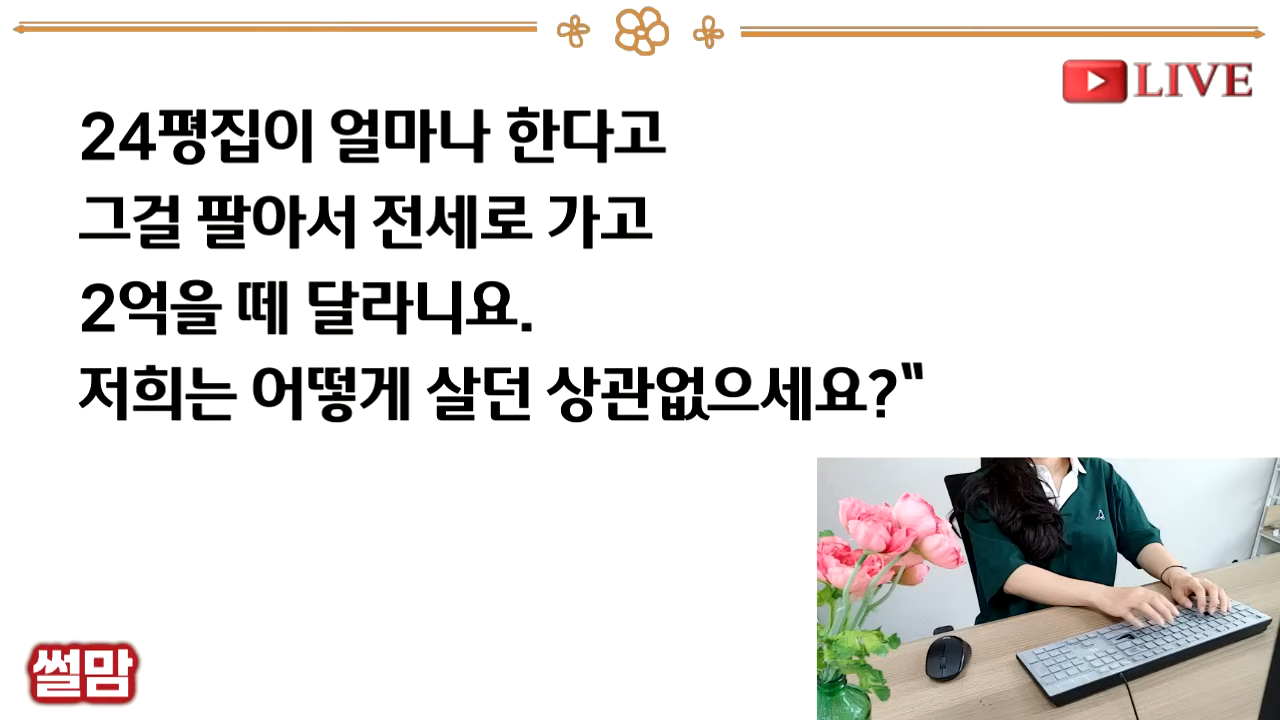 LIVE
24평집이 얼마나 한다고
그걸 팔아서 전세로 가고
2억을 떼 달라니요.
저희는 어떻게 살던 상관없으세요?"
썰맘